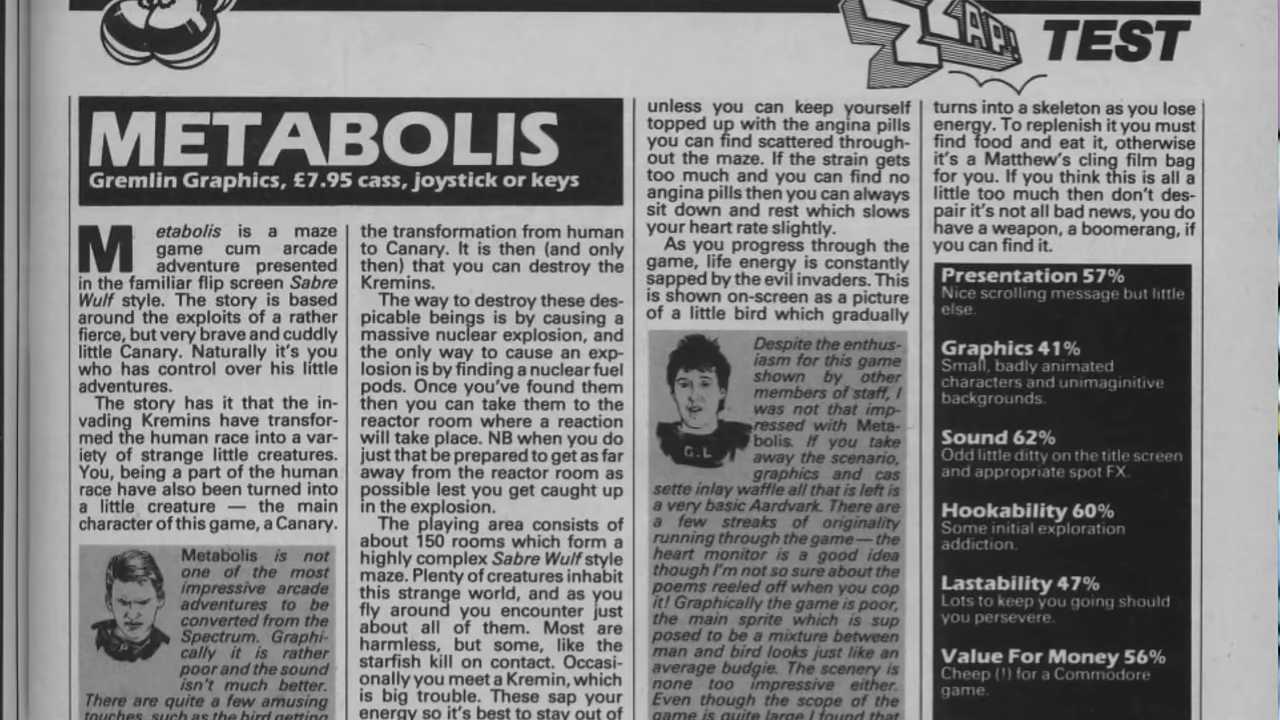 ZZAP! TEST
METABOLIS
Gremlin Graphics, £7.95 cass, joystick or keys
Metabolis is a maze
game cum arcade
adventure presented
in the familiar flip screen Sabre
Wulf style. The story is based
around the exploits of a rather
fierce, but very brave and cuddly
little Canary. Naturally it's you
who has control over his little
adventures.
The story has it that the in-
vading Kremins have transfor-
med the human race into a var-
iety of strange little creatures.
You, being a part of the human
race have also been turned into
a little creature — the main
character of this game, a Canary.
Metabolis is not
one of the most
impressive arcade
adventures to be
converted from the
Spectrum. Graphi-
cally it is rather
poor and the sound
isn't much better.
There are quite a few amusing
touches, such as the bird getting
the transformation from human
to Canary. It is then (and only
then) that you can destroy the
Kremins.
The way to destroy these des-
picable beings is by causing a
massive nuclear explosion, and
the only way to cause an exp-
losion is by finding a nuclear fuel
pods. Once you've found them
then you can take them to the
reactor room where a reaction
will take place. NB when you do
just that be prepared to get as far
away from the reactor room as
possible lest you get caught up
in the explosion.
The playing area consists of
about 150 rooms which form a
highly complex Sabre Wulf style
maze. Plenty of creatures inhabit
this strange world, and as you
fly around you encounter just
about all of them. Most are
harmless, but some, like the
starfish kill on contact. Occasi-
onally you meet a Kremin, which
is big trouble. These sap your
energy so it's best to stay out of
unless you can keep yourself
topped up with the angina pills
you can find scattered through-
out the maze. If the strain gets
too much and you can find no
angina pills then you can always
sit down and rest which slows
your heart rate slightly.
As you progress through the
game, life energy is constantly
sapped by the evil invaders. This
is shown on-screen as a picture
of a little bird which gradually
G.L
Despite the enthus-
iasm for this game
shown by other
members of staff, I
was not that imp-
ressed with Meta-
bolis. If you take
away the scenario,
graphics and cas
sette inlay waffle all that is left is
a very basic Aardvark. There are
a few streaks of originality
running through the game — the
heart monitor is a good idea
though I'm not so sure about the
poems reeled off when you cop
it! Graphically the game is poor,
the main sprite which is sup
posed to be a mixture between
man and bird looks just like an
average budgie. The scenery is
none too impressive either.
Even though the scope of the
game is quite large I found that
turns into a skeleton as you lose
energy. To replenish it you must
find food and eat it, otherwise
it's a Matthew's cling film bag
for you. If you think this is all a
little too much then don't des-
pair it's not all bad news, you do
have a weapon, a boomerang, if
you can find it.
Presentation 57%
Nice scrolling message but little
else.
Graphics 41%
Small, badly animated
characters and unimaginitive
backgrounds.
Sound 62%
Odd little ditty on the title screen
and appropriate spot FX.
Hookability 60%
Some initial exploration
addiction.
Lastability 47%
Lots to keep you going should
you persevere.
Value For Money 56%
Cheep (!) for a Commodore
game.